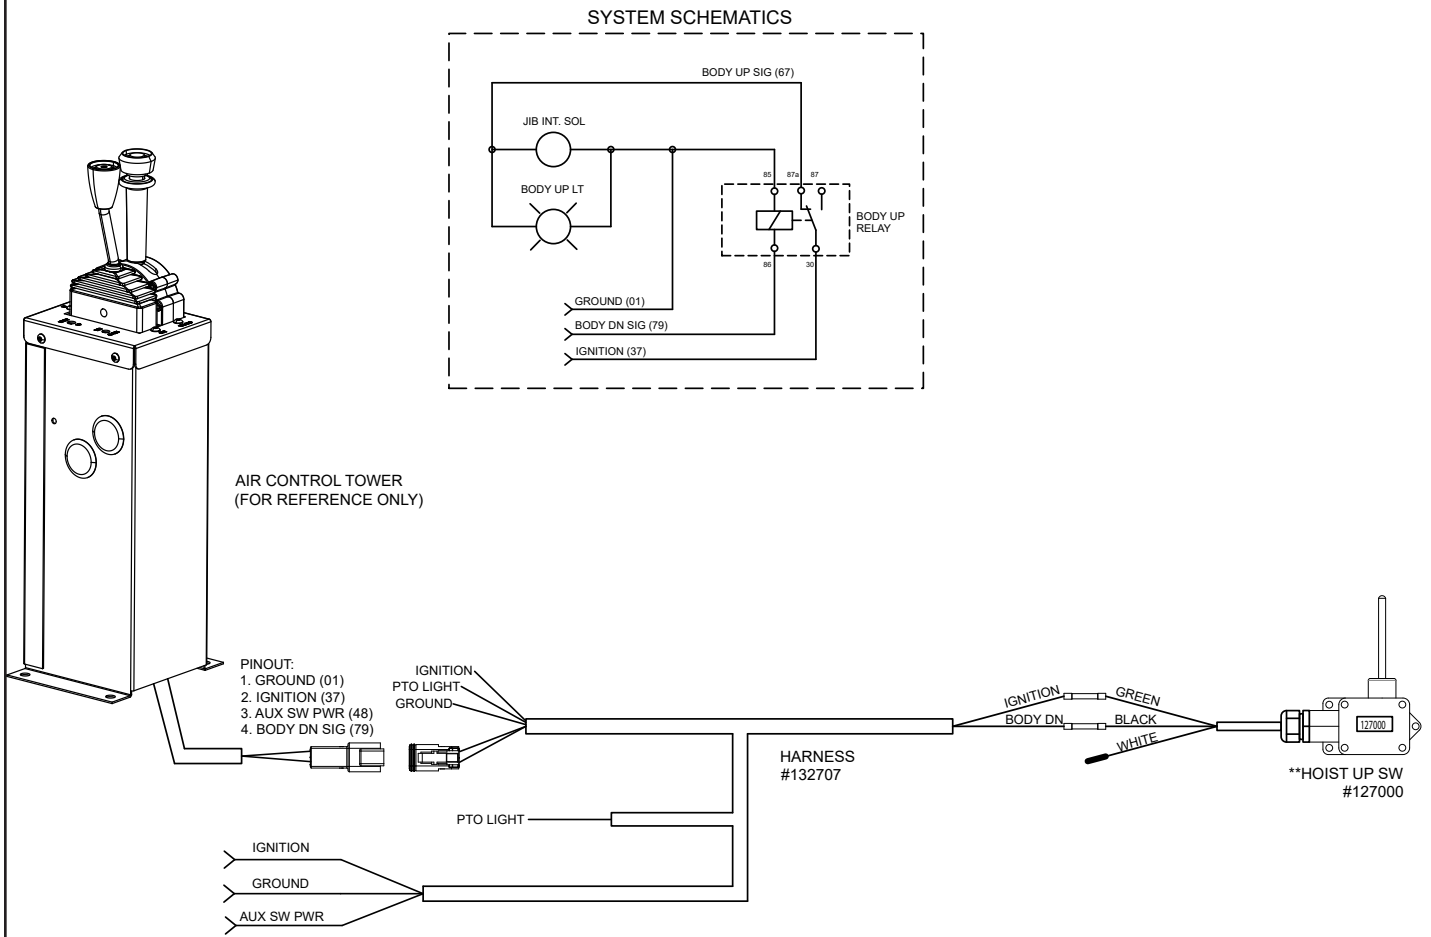 SYSTEM SCHEMATICS
BODY UP SIG (67)
JIB INT. SOL
BODY UP LT
85 87a 87
BODY UP
RELAY
86 30
GROUND (01)
BODY DN SIG (79)
IGNITION (37)
AIR CONTROL TOWER
(FOR REFERENCE ONLY)
PINOUT:
1. GROUND (01)
2. IGNITION (37)
3. AUX SW PWR (48)
4. BODY DN SIG (79)
IGNITION
PTO LIGHT
GROUND
IGNITION
GREEN
BODY DN
BLACK
WHITE
127000
HARNESS
#132707
**HOIST UP SW
#127000
PTO LIGHT
IGNITION
GROUND
AUX SW PWR